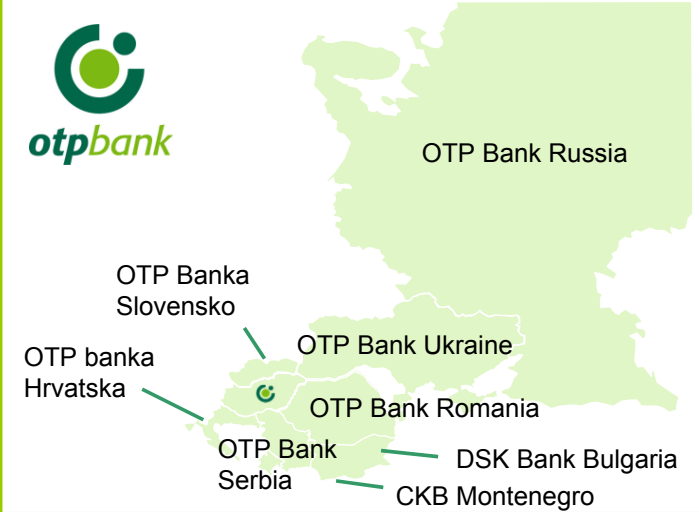 otpbank
OTP Bank Russia
OTP Banka
Slovensko
OTP Bank Ukraine
OTP banka
Hrvatska
OTP Bank Romania
OTP Bank
Serbia
DSK Bank Bulgaria
CKB Montenegro